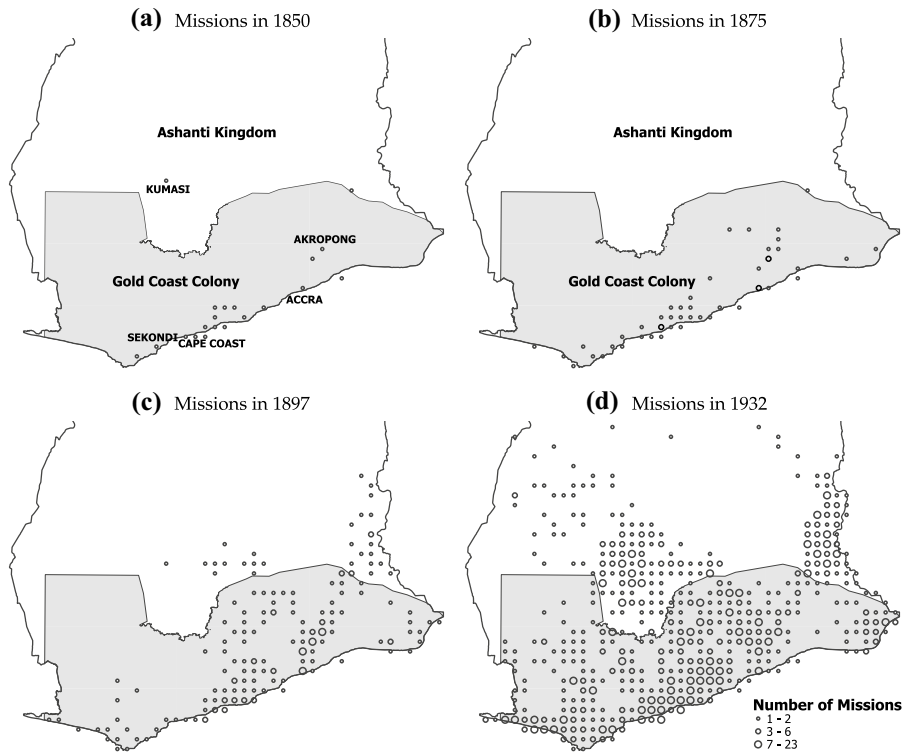 (a) Missions in 1850
Ashanti Kingdom
KUMASI
AKROPONG
Gold Coast Colony
ACCRA
SEKONDI
CAPE COAST
(b) Missions in 1875
Ashanti Kingdom
Gold Coast Colony
(c) Missions in 1897
(d) Missions in 1932
Number of Missions
1 - 2
3 - 6
7 - 23